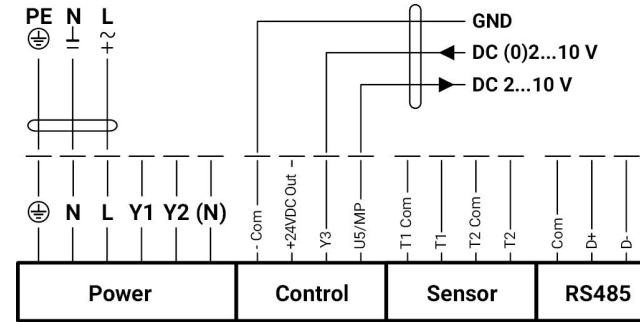 PE N L
GND
DC (0)2...10 V
DC 2...10 V
N L Y1 Y2 (N)
- Com
+24VDC Out
Y3
U5/MP
T1 Com
T1
T2 Com
T2
Com
D+
D-
Power
Control
Sensor
RS485